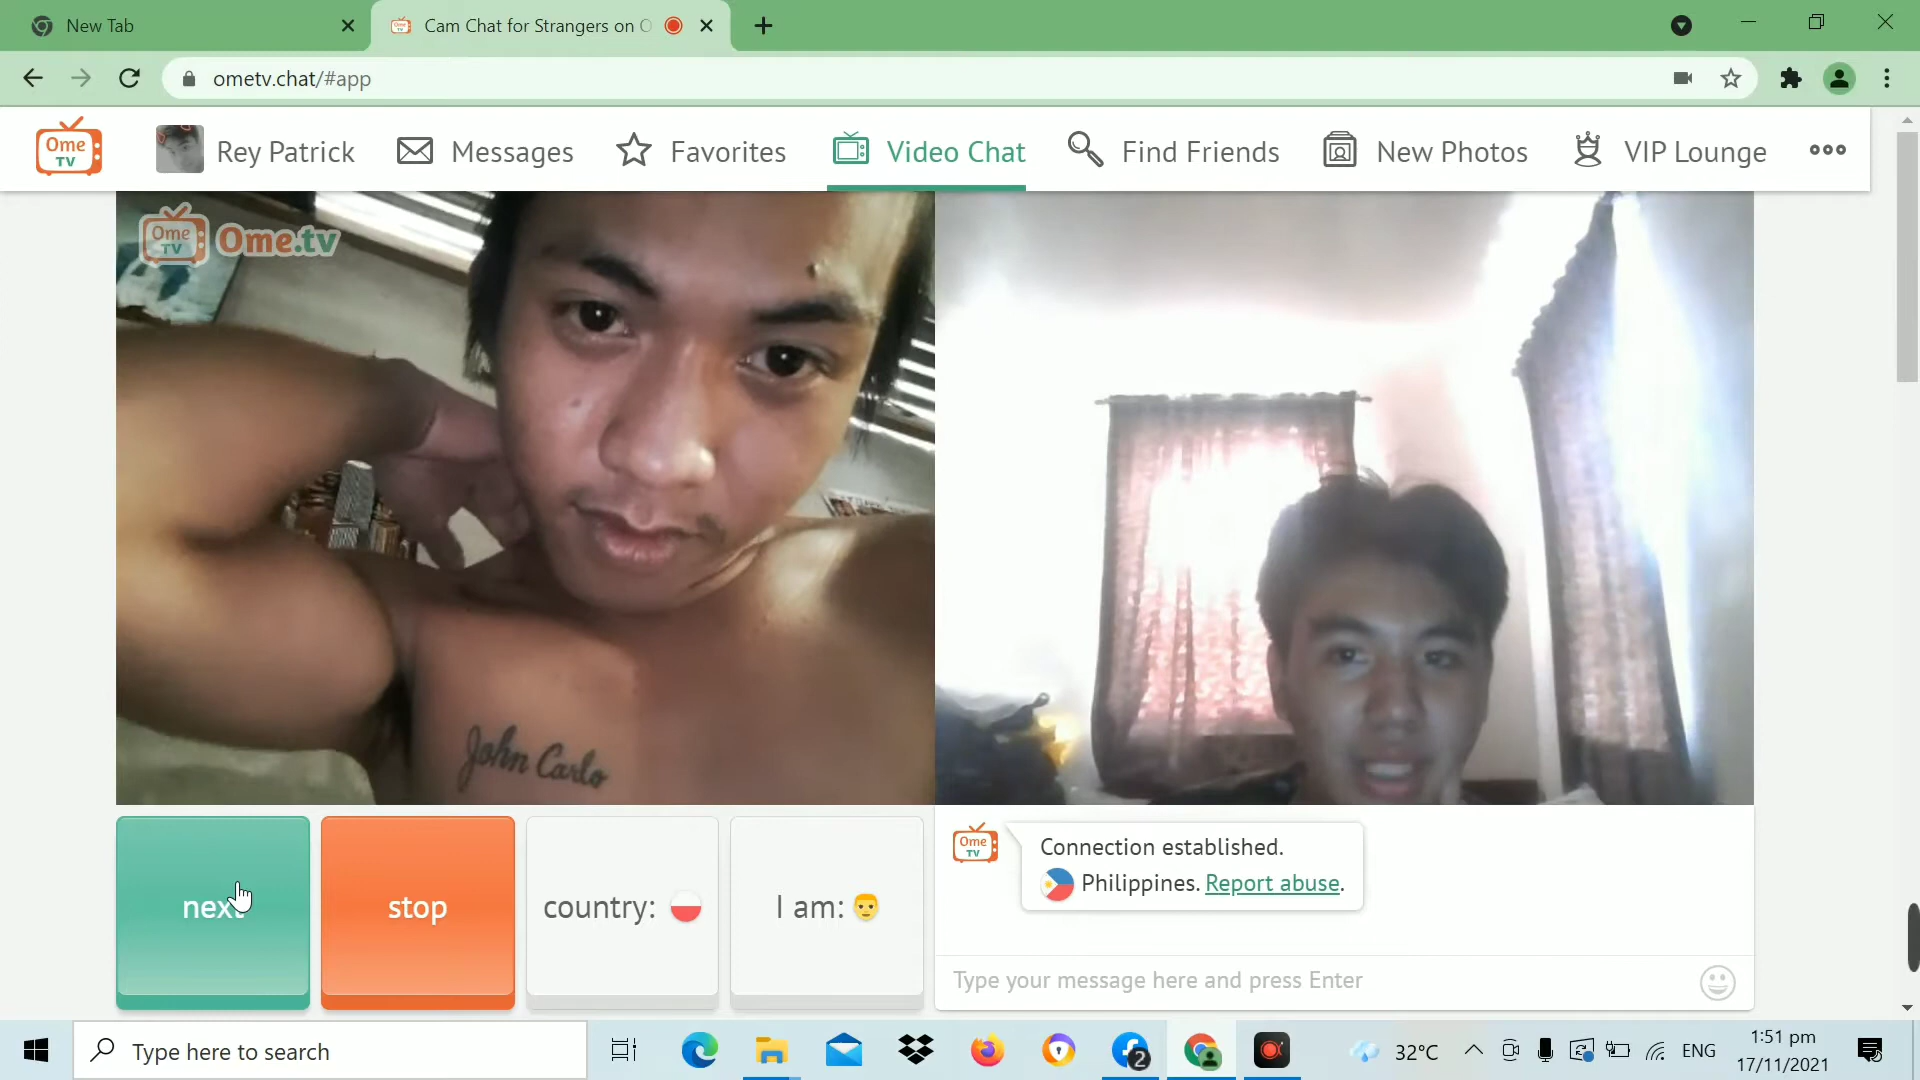 New Tab
Cam Chat for Strangers on O
ometv.chat/#app
Ome TV
Rey Patrick
Messages
Favorites
Video Chat
Find Friends
New Photos
VIP Lounge
Ome TV Ome.tv
John Carlo
next
stop
country:
I am:
Ome TV
Connection established.
Philippines. Report abuse.
Type your message here and press Enter
Type here to search
2
32°C
ENG
1:51 pm
17/11/2021